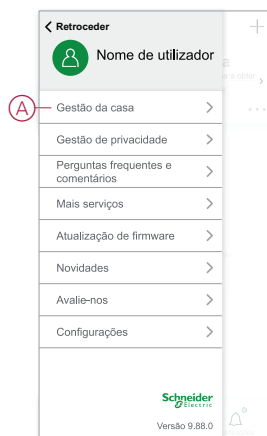 Retroceder
Nome de utilizador
A
Gestão da casa
Gestão de privacidade
Perguntas frequentes e
comentários
Mais serviços
Atualização de firmware
Novidades
Avalie-nos
Configurações
Schneider
Electric
Versão 9.88.0